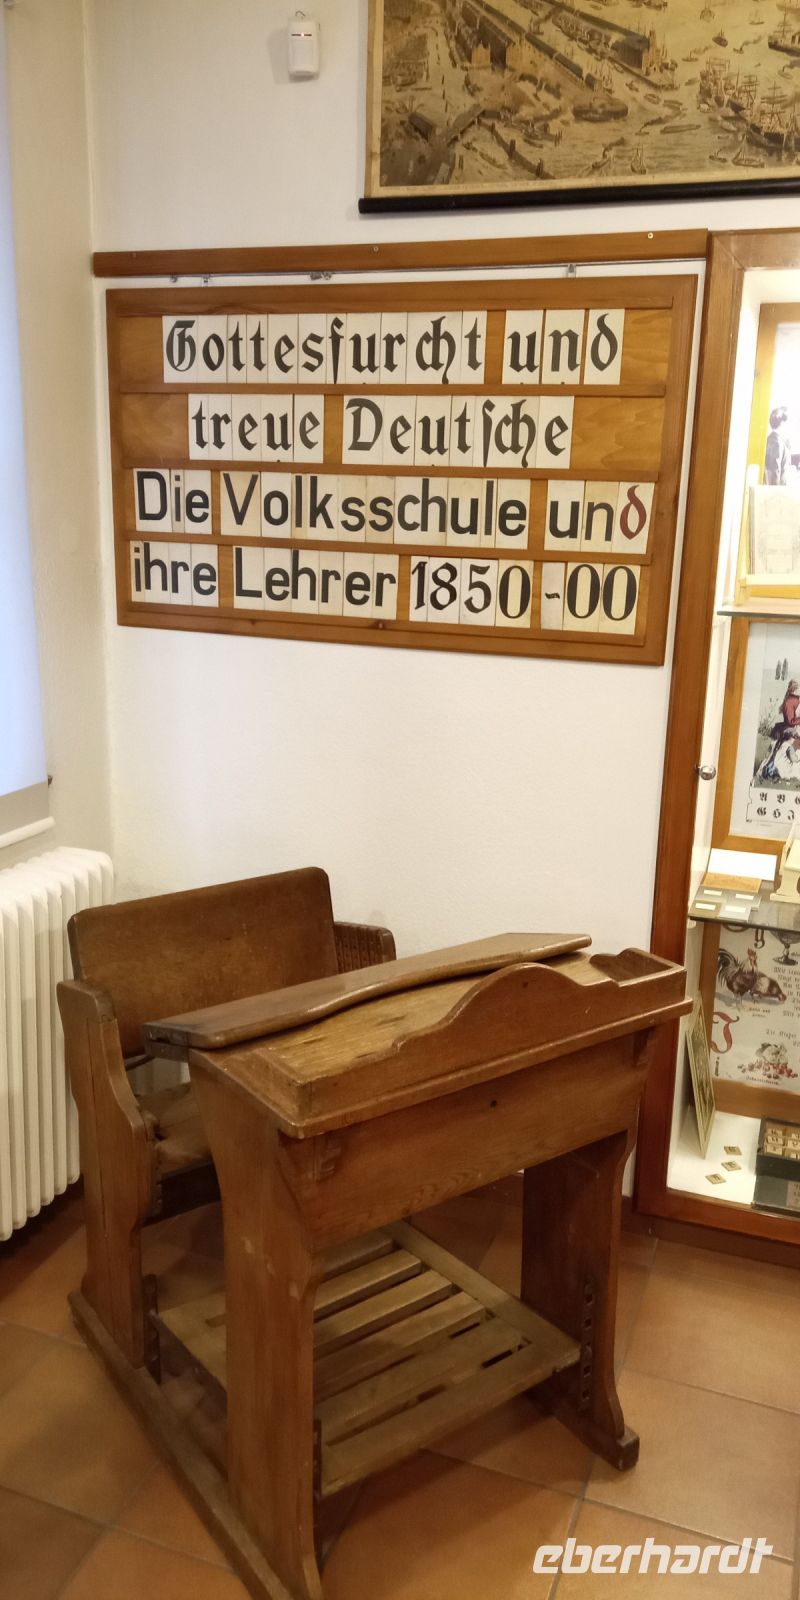 Gottesfurcht und
treue Deutsche
Die Volksschule und
ihre Lehrer 1850-00
A B C
G H I
J
i
eberhardt